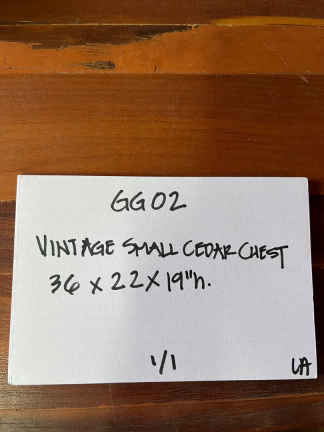 GG02
VINTAGE SMALL CEDAR CHEST
36 x 22 x 19"h.
1/1
LA